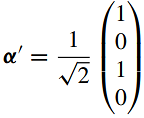 α′ = 1/√2 (1 0 1 0)